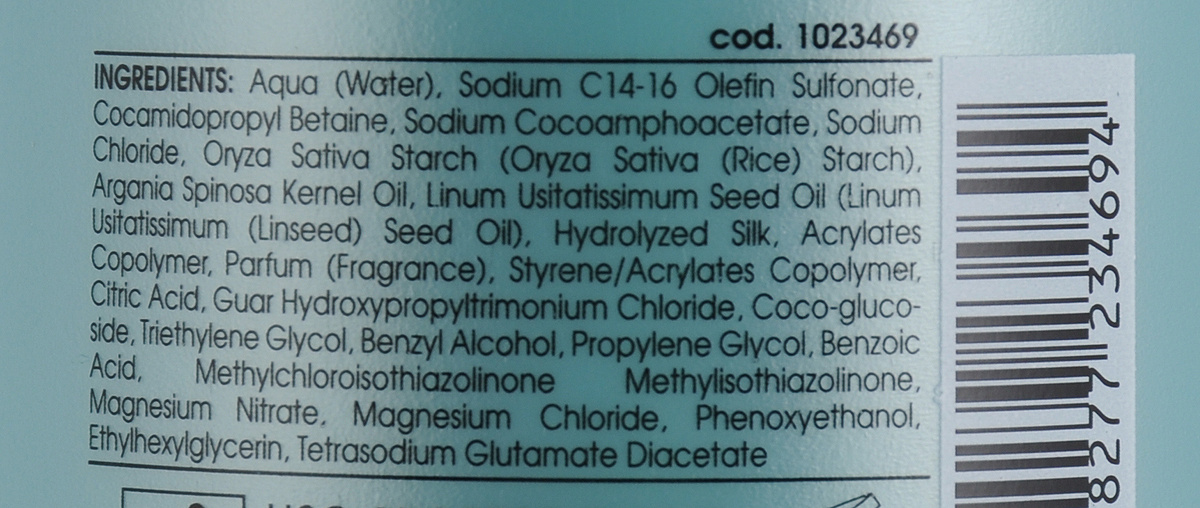 cod. 1023469
INGREDIENTS: Aqua (Water), Sodium C14-16 Olefin Sulfonate,
Cocamidopropyl Betaine, Sodium Cocoamphoacetate, Sodium
Chloride, Oryza Sativa Starch (Oryza Sativa (Rice) Starch),
Argania Spinosa Kernel Oil, Linum Usitatissimum Seed Oil (Linum
Usitatissimum (Linseed) Seed Oil), Hydrolyzed Silk, Acrylates
Copolymer, Parfum (Fragrance), Styrene/Acrylates Copolymer,
Citric Acid, Guar Hydroxypropyltrimonium Chloride, Coco-gluco-
side, Triethylene Glycol, Benzyl Alcohol, Propylene Glycol, Benzoic
Acid, Methylchloroisothiazolinone Methylisothiazolinone,
Magnesium Nitrate, Magnesium Chloride, Phenoxyethanol,
Ethylhexylglycerin, Tetrasodium Glutamate Diacetate
8277 234694